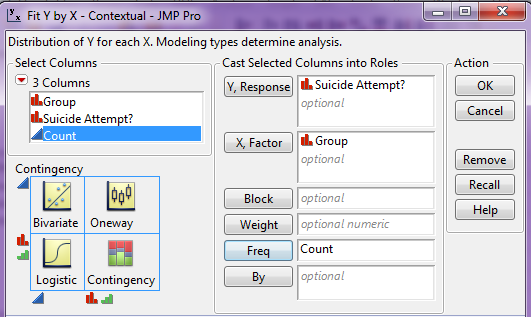 Fit Y by X - Contextual - JMP Pro
Distribution of Y for each X. Modeling types determine analysis.
Select Columns
3 Columns
Group
Suicide Attempt?
Count
Contingency
Bivariate Oneway
Logistic Contingency
Cast Selected Columns into Roles
Y, Response Suicide Attempt?
optional
X, Factor Group
optional
Block optional
Weight optional numeric
Freq Count
By optional
Action
OK
Cancel
Remove
Recall
Help